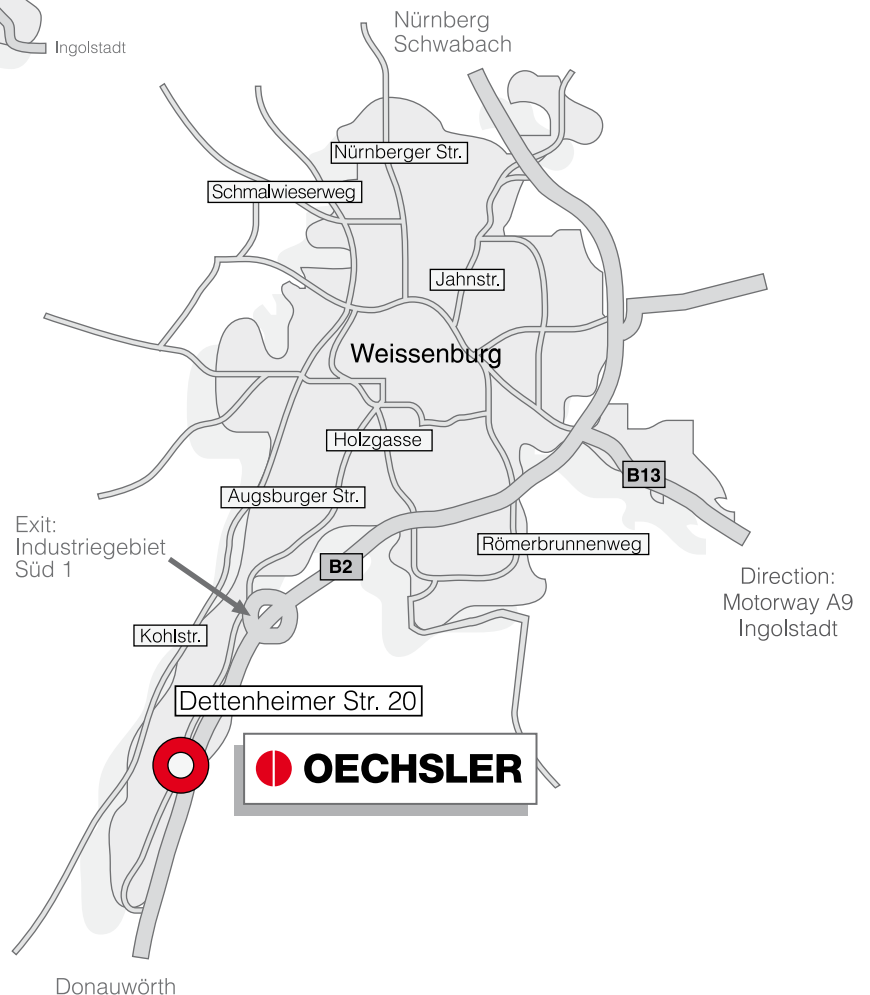 Nürnberg
Schwabach
Ingolstadt
Nürnberger Str.
Schmalwieserweg
Jahnstr.
Weissenburg
Holzgasse
B13
Augsburger Str.
Exit:
Industriegebiet
Süd 1
Römerbrunnenweg
B2
Direction:
Motorway A9
Ingolstadt
Kohlstr.
Dettenheimer Str. 20
OECHSLER
Donauwörth